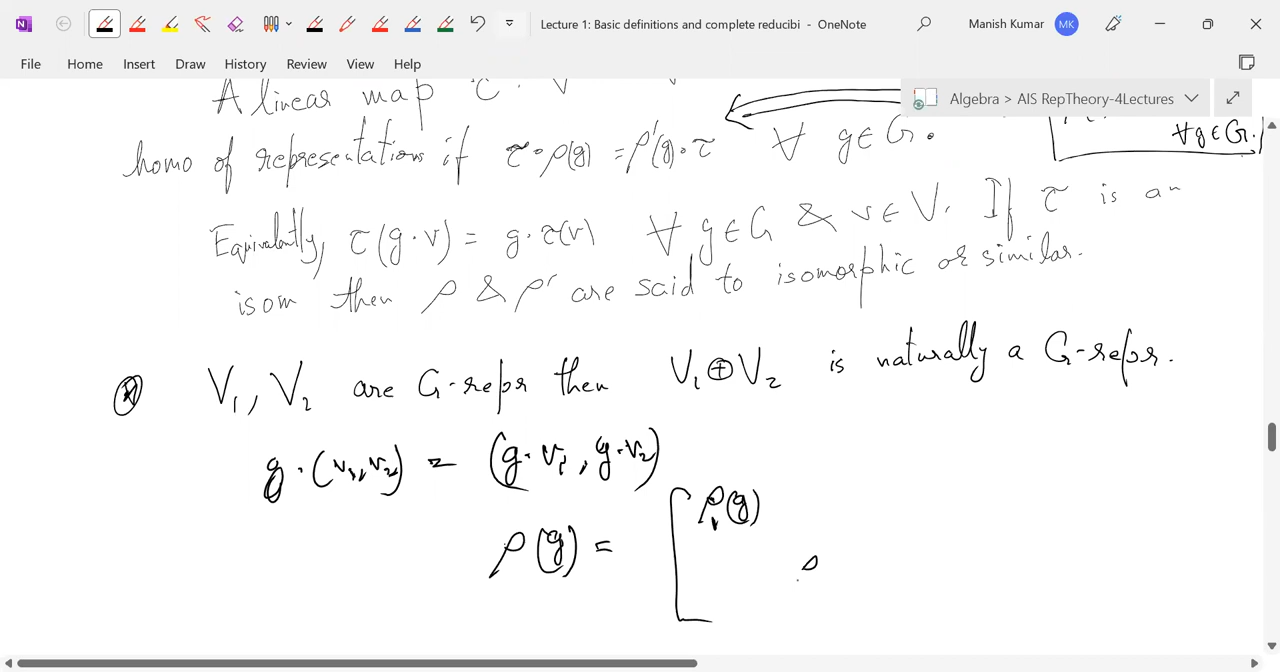 Lecture 1: Basic definitions and complete reducibi - OneNote
Manish Kumar MK
File Home Insert Draw History Review View Help
Algebra > AIS RepTheory-4Lectures
A linear map τ : V
∀ g ∈ G.
homo of representations if τ∘ρ(g) = ρ'(g)∘τ ∀ g ∈ G.
Equivalently, τ(g·v) = g·τ(v) ∀ g ∈ G & v ∈ V. If τ is an
isom then ρ & ρ' are said to isomorphic or similar.
V₁, V₂ are G-repr then V₁ ⊕ V₂ is naturally a G-repr.
g·(v₁,v₂) = (g·v₁, g·v₂)
ρ(g) = [ ρ₁(g)